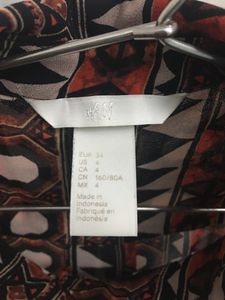 H&M
EUR 34
US 4
CA 4
CN 160/80A
MX 4
Made in
Indonesia
Fabriqué en
Indonésie